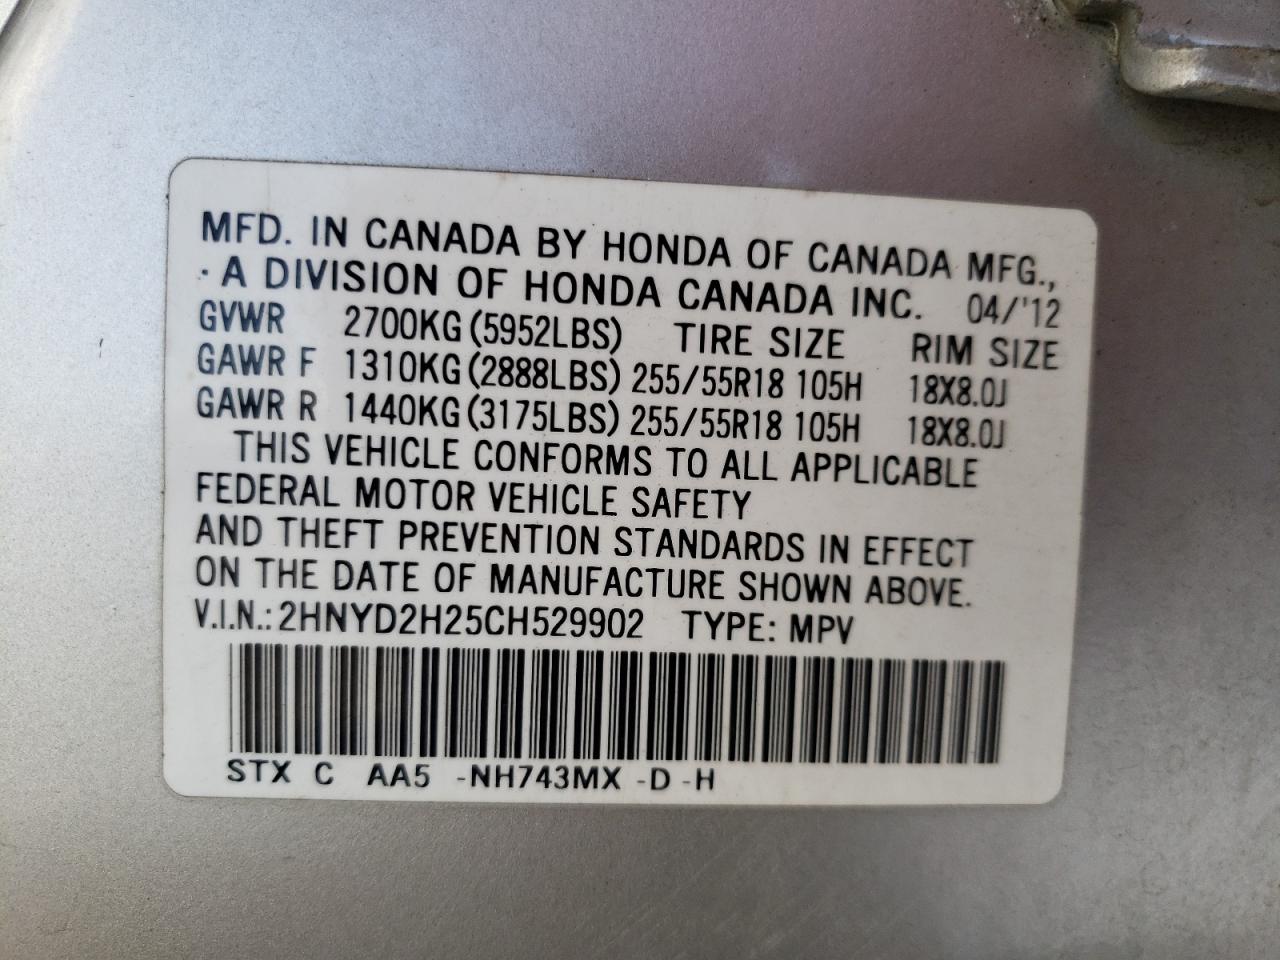 MFD. IN CANADA BY HONDA OF CANADA MFG.,
· A DIVISION OF HONDA CANADA INC. 04/'12
GVWR 2700KG (5952LBS) TIRE SIZE RIM SIZE
GAWR F 1310KG (2888LBS) 255/55R18 105H 18X8.0J
GAWR R 1440KG (3175LBS) 255/55R18 105H 18X8.0J
THIS VEHICLE CONFORMS TO ALL APPLICABLE
FEDERAL MOTOR VEHICLE SAFETY
AND THEFT PREVENTION STANDARDS IN EFFECT
ON THE DATE OF MANUFACTURE SHOWN ABOVE.
V.I.N.: 2HNYD2H25CH529902 TYPE: MPV
STX C AA5 -NH743MX -D -H